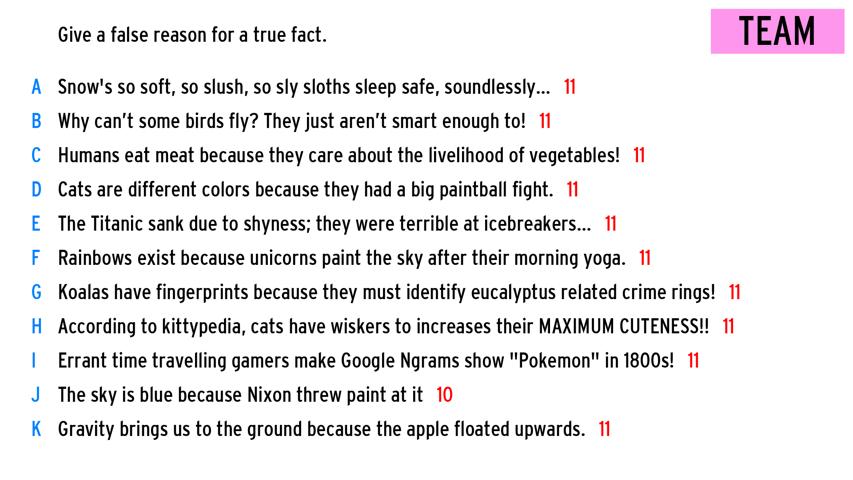 Give a false reason for a true fact.
TEAM
A Snow's so soft, so slush, so sly sloths sleep safe, soundlessly... 11
B Why can't some birds fly? They just aren't smart enough to! 11
C Humans eat meat because they care about the livelihood of vegetables! 11
D Cats are different colors because they had a big paintball fight. 11
E The Titanic sank due to shyness; they were terrible at icebreakers... 11
F Rainbows exist because unicorns paint the sky after their morning yoga. 11
G Koalas have fingerprints because they must identify eucalyptus related crime rings! 11
H According to kittypedia, cats have wiskers to increases their MAXIMUM CUTENESS!! 11
I Errant time travelling gamers make Google Ngrams show "Pokemon" in 1800s! 11
J The sky is blue because Nixon threw paint at it 10
K Gravity brings us to the ground because the apple floated upwards. 11